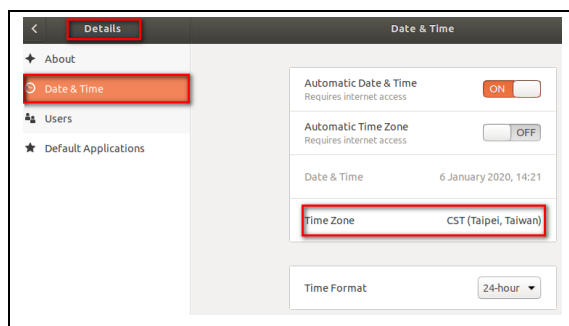 Details
Date & Time
About
Date & Time
Users
Default Applications
Automatic Date & Time
ON
Requires internet access
Automatic Time Zone
OFF
Requires internet access
Date & Time 6 January 2020, 14:21
Time Zone CST (Taipei, Taiwan)
Time Format 24-hour